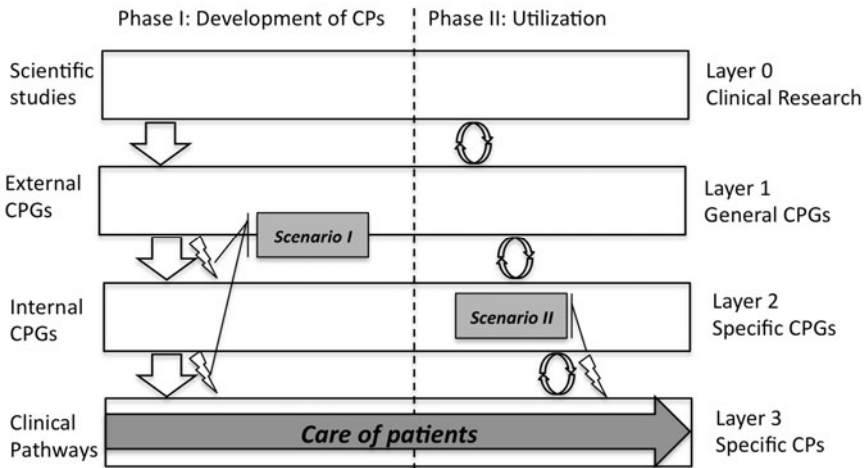 Phase I: Development of CPs
Phase II: Utilization
Scientific
studies
Layer 0
Clinical Research
External
CPGs
Layer 1
General CPGs
Scenario I
Internal
CPGs
Scenario II
Layer 2
Specific CPGs
Clinical
Pathways
Care of patients
Layer 3
Specific CPs